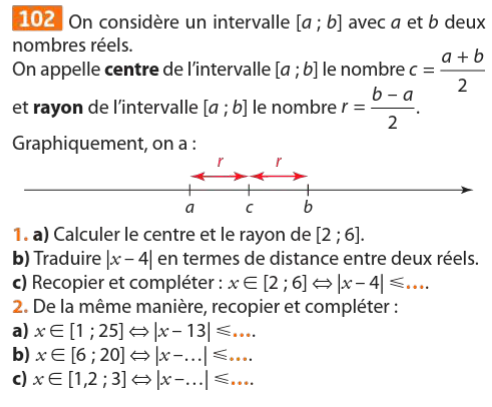 102 On considère un intervalle [a ; b] avec a et b deux
nombres réels.
On appelle centre de l'intervalle [a ; b] le nombre c = (a + b)/2
et rayon de l'intervalle [a ; b] le nombre r = (b – a)/2.
Graphiquement, on a :
r r
a c b
1. a) Calculer le centre et le rayon de [2 ; 6].
b) Traduire |x – 4| en termes de distance entre deux réels.
c) Recopier et compléter : x ∈ [2 ; 6] ⇔ |x – 4| ⩽....
2. De la même manière, recopier et compléter :
a) x ∈ [1 ; 25] ⇔ |x – 13| ⩽....
b) x ∈ [6 ; 20] ⇔ |x –...| ⩽....
c) x ∈ [1,2 ; 3] ⇔ |x –...| ⩽....